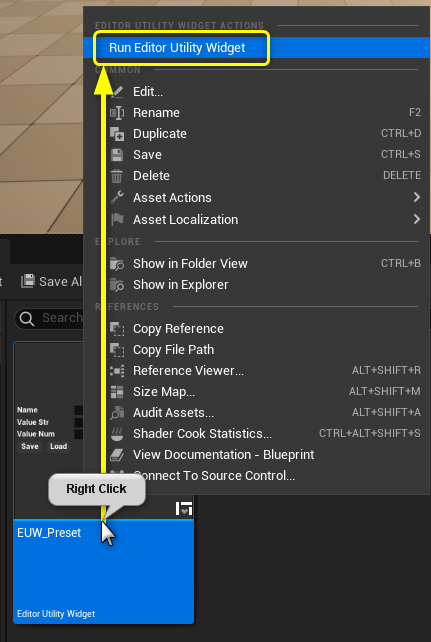 EDITOR UTILITY WIDGET ACTIONS
Run Editor Utility Widget
COMMON
Edit...
Rename F2
Duplicate CTRL+D
Save CTRL+S
Delete DELETE
Asset Actions
Asset Localization
EXPLORE
Show in Folder View CTRL+B
Show in Explorer
REFERENCES
Copy Reference
Copy File Path
Reference Viewer... ALT+SHIFT+R
Size Map... ALT+SHIFT+M
Audit Assets... ALT+SHIFT+A
Shader Cook Statistics... CTRL+ALT+SHIFT+S
View Documentation - Blueprint
Connect To Source Control...
Save Al
Search
Name
Value Str
Value Num
Save Load
Right Click
EUW_Preset
Editor Utility Widget